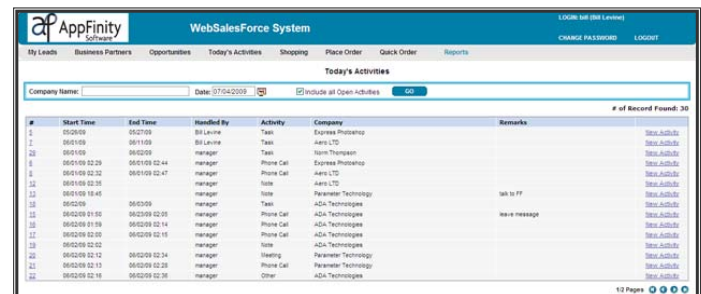 LOGIN: bill (Bill Levine)
AppFinity
Software
WebSalesForce System
CHANGE PASSWORD LOGOUT
My Leads Business Partners Opportunities Today's Activities Shopping Place Order Quick Order Reports
Today's Activities
Company Name: Date: 07/04/2009 Include all Open Activities GO
# of Record Found: 30
# Start Time End Time Handled By Activity Company Remarks
5 05/26/09 05/27/09 Bill Levine Task Express Photoshop New Activity
7 06/01/09 06/11/09 Bill Levine Task Aero LTD New Activity
29 06/01/09 06/02/09 manager Task Norm Thompson New Activity
6 06/01/09 02:29 06/01/09 02:44 manager Phone Call Express Photoshop New Activity
8 06/01/09 02:32 06/01/09 02:47 manager Phone Call Aero LTD New Activity
12 06/01/09 02:35 manager Note Aero LTD New Activity
13 06/01/09 18:45 manager Note Parameter Technology talk to FF New Activity
18 06/02/09 06/03/09 manager Task ADA Technologies New Activity
15 06/02/09 01:50 06/23/09 02:05 manager Phone Call ADA Technologies leave message New Activity
16 06/02/09 01:59 06/02/09 02:14 manager Phone Call ADA Technologies New Activity
17 06/02/09 02:00 06/02/09 02:15 manager Phone Call ADA Technologies New Activity
19 06/02/09 02:02 manager Note ADA Technologies New Activity
20 06/02/09 02:12 06/02/09 02:34 manager Meeting Parameter Technology New Activity
21 06/02/09 02:13 06/02/09 02:28 manager Phone Call Parameter Technology New Activity
22 06/02/09 02:16 06/02/09 02:36 manager Other ADA Technologies New Activity
1/2 Pages